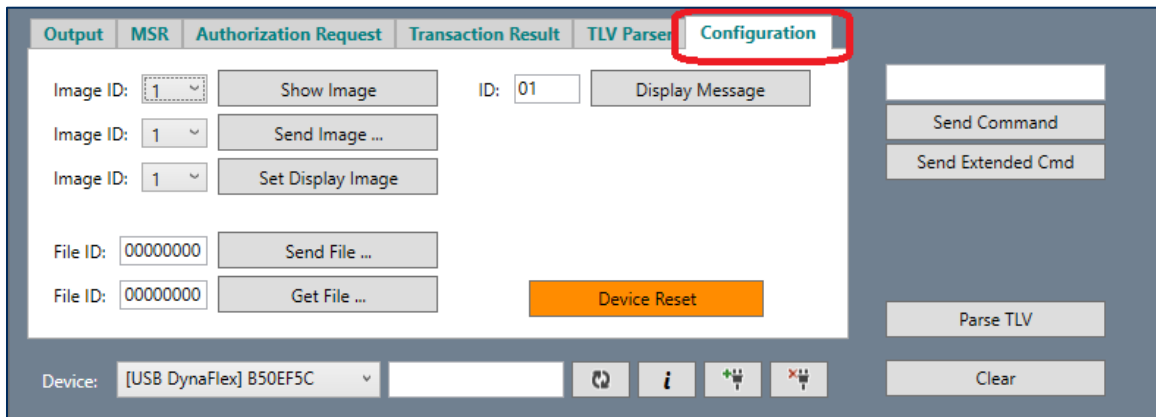 Output MSR Authorization Request Transaction Result TLV Parser Configuration
Image ID: 1 Show Image ID: 01 Display Message
Image ID: 1 Send Image ...
Send Command
Image ID: 1 Set Display Image
Send Extended Cmd
File ID: 00000000 Send File ...
File ID: 00000000 Get File ... Device Reset
Parse TLV
Device: [USB DynaFlex] B50EF5C i Clear